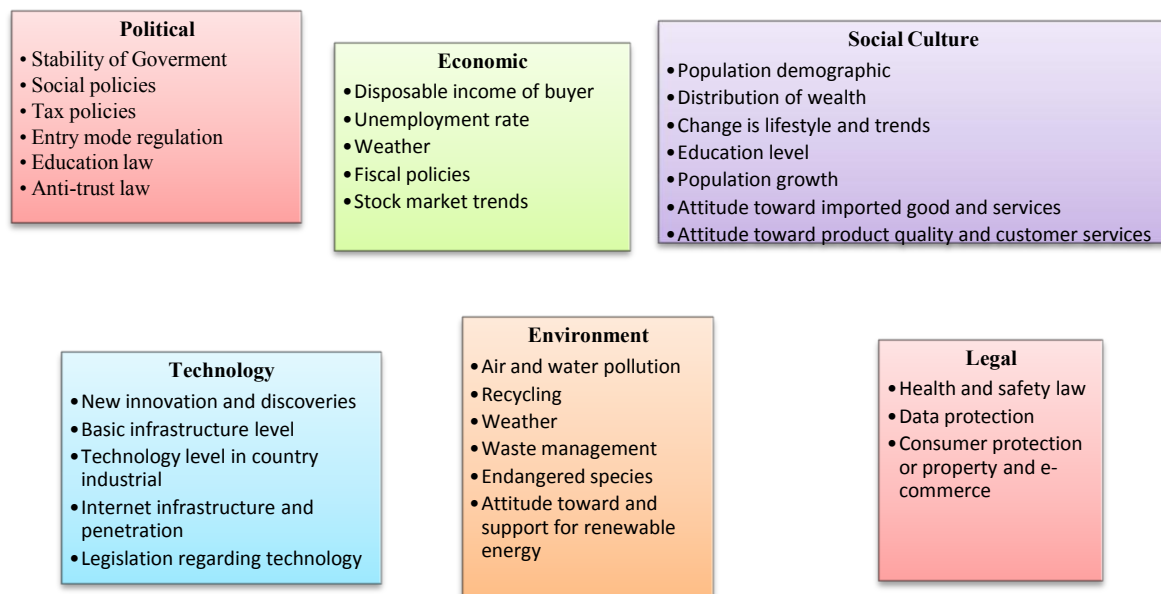 Political
• Stability of Goverment
• Social policies
• Tax policies
• Entry mode regulation
• Education law
• Anti-trust law
Economic
•Disposable income of buyer
•Unemployment rate
•Weather
•Fiscal policies
•Stock market trends
Social Culture
•Population demographic
•Distribution of wealth
•Change is lifestyle and trends
•Education level
•Population growth
•Attitude toward imported good and services
•Attitude toward product quality and customer services
Technology
•New innovation and discoveries
•Basic infrastructure level
•Technology level in country
industrial
•Internet infrastructure and
penetration
•Legislation regarding technology
Environment
•Air and water pollution
•Recycling
•Weather
•Waste management
•Endangered species
•Attitude toward and
support for renewable
energy
Legal
•Health and safety law
•Data protection
•Consumer protection
or property and e-
commerce